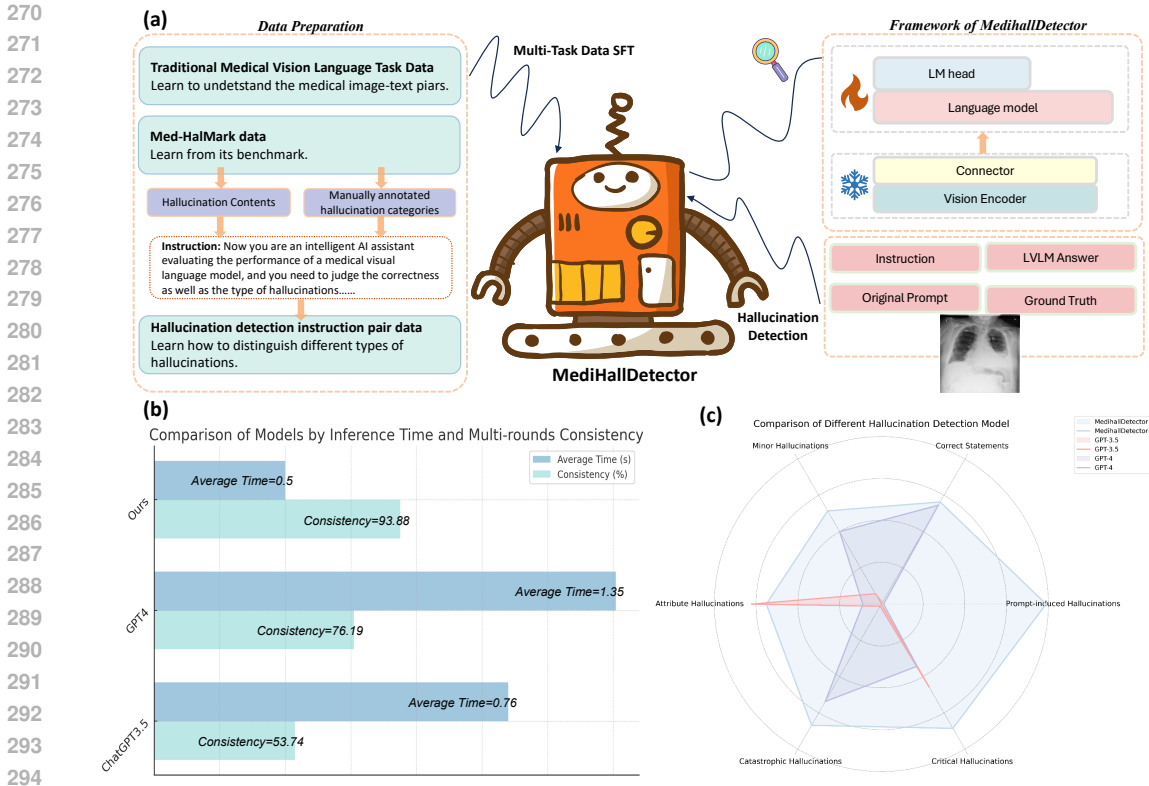 270
271
272
273
274
275
276
277
278
279
280
281
282
283
284
285
286
287
288
289
290
291
292
293
294
(a)
Data Preparation
Traditional Medical Vision Language Task Data
Learn to undetstand the medical image-text piars.
Med-HalMark data
Learn from its benchmark.
Hallucination Contents
Manually annotated
hallucination categories
Instruction: Now you are an intelligent AI assistant
evaluating the performance of a medical visual
language model, and you need to judge the correctness
as well as the type of hallucinations......
Hallucination detection instruction pair data
Learn how to distinguish different types of
hallucinations.
Multi-Task Data SFT
MediHallDetector
Hallucination
Detection
Framework of MedihallDetector
LM head
Language model
Connector
Vision Encoder
Instruction
LVLM Answer
Original Prompt
Ground Truth
(b)
Comparison of Models by Inference Time and Multi-rounds Consistency
Average Time (s)
Consistency (%)
Ours
Average Time=0.5
Consistency=93.88
GPT4
Average Time=1.35
Consistency=76.19
ChatGPT3.5
Average Time=0.76
Consistency=53.74
(c)
Comparison of Different Hallucination Detection Model
MedihallDetector
MedihallDetector
GPT-3.5
GPT-3.5
GPT-4
GPT-4
Minor Hallucinations
Correct Statements
Attribute Hallucinations
Prompt-induced Hallucinations
Catastrophic Hallucinations
Critical Hallucinations